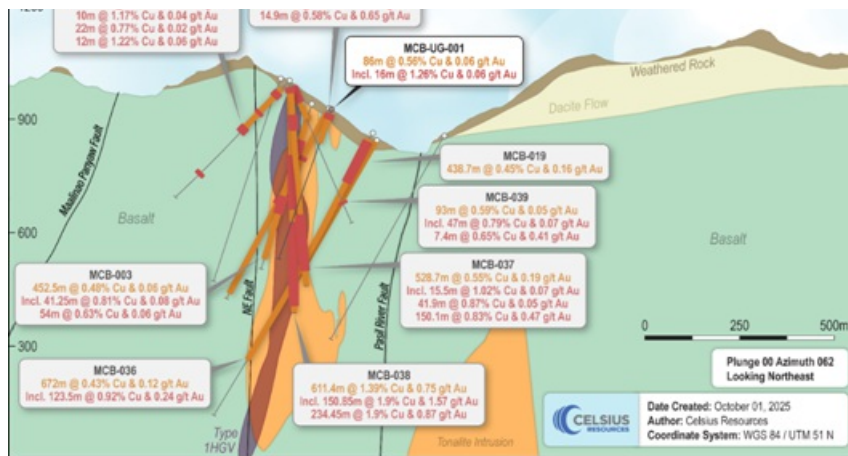 10m @ 1.17% Cu & 0.04 g/t Au
22m @ 0.77% Cu & 0.02 g/t Au
12m @ 1.22% Cu & 0.06 g/t Au
14.9m @ 0.58% Cu & 0.65 g/t Au
MCB-UG-001
86m @ 0.56% Cu & 0.06 g/t Au
Incl. 16m @ 1.26% Cu & 0.06 g/t Au
Weathered Rock
Dacite Flow
900
Maalinao Panyaw Fault
MCB-019
438.7m @ 0.45% Cu & 0.16 g/t Au
MCB-039
93m @ 0.59% Cu & 0.05 g/t Au
Incl. 47m @ 0.79% Cu & 0.07 g/t Au
7.4m @ 0.65% Cu & 0.41 g/t Au
Basalt
600
Basalt
MCB-003
452.5m @ 0.48% Cu & 0.06 g/t Au
Incl. 41.25m @ 0.81% Cu & 0.08 g/t Au
54m @ 0.63% Cu & 0.06 g/t Au
NE Fault
MCB-037
528.7m @ 0.55% Cu & 0.19 g/t Au
Incl. 15.5m @ 1.02% Cu & 0.07 g/t Au
41.9m @ 0.87% Cu & 0.05 g/t Au
150.1m @ 0.83% Cu & 0.47 g/t Au
Pasil River Fault
0 250 500m
300
Plunge 00 Azimuth 062
Looking Northeast
MCB-036
672m @ 0.43% Cu & 0.12 g/t Au
Incl. 123.5m @ 0.92% Cu & 0.24 g/t Au
MCB-038
611.4m @ 1.39% Cu & 0.75 g/t Au
Incl. 150.85m @ 1.9% Cu & 1.57 g/t Au
234.45m @ 1.9% Cu & 0.87 g/t Au
Type
1HGV
Tonalite Intrusion
CELSIUS
RESOURCES
Date Created: October 01, 2025
Author: Celsius Resources
Coordinate System: WGS 84 / UTM 51 N